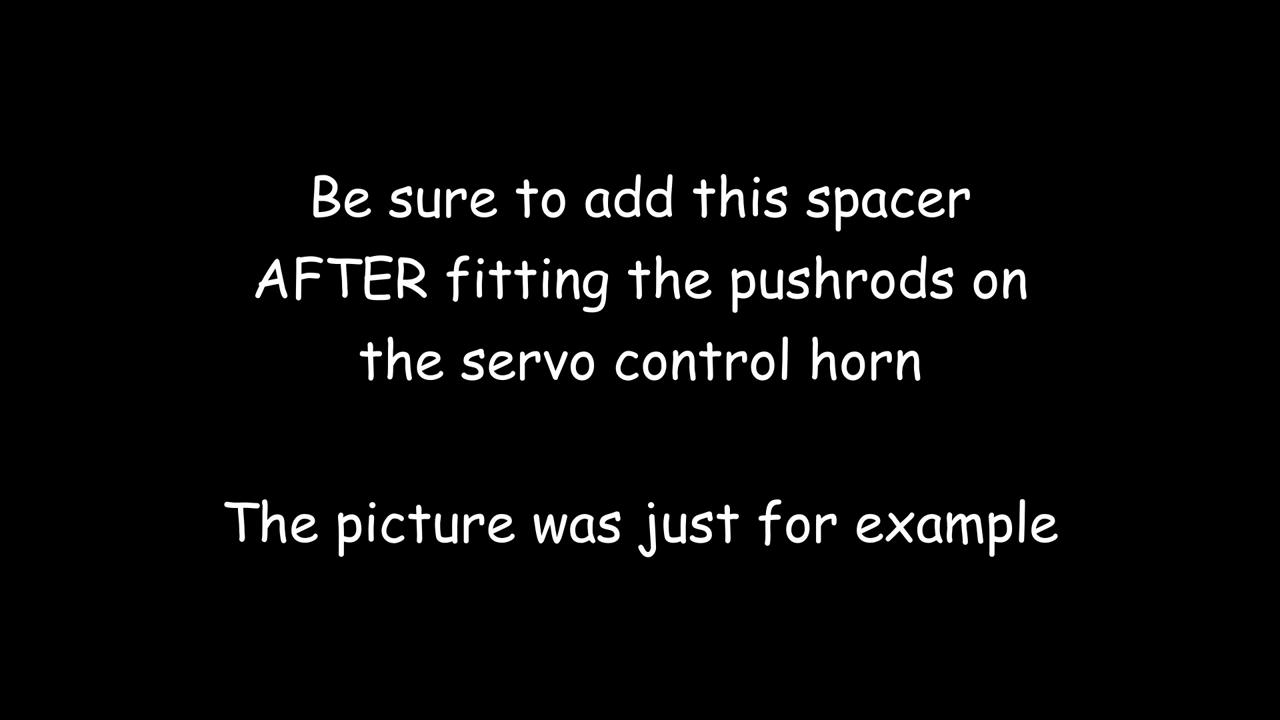 Be sure to add this spacer
AFTER fitting the pushrods on
the servo control horn
The picture was just for example